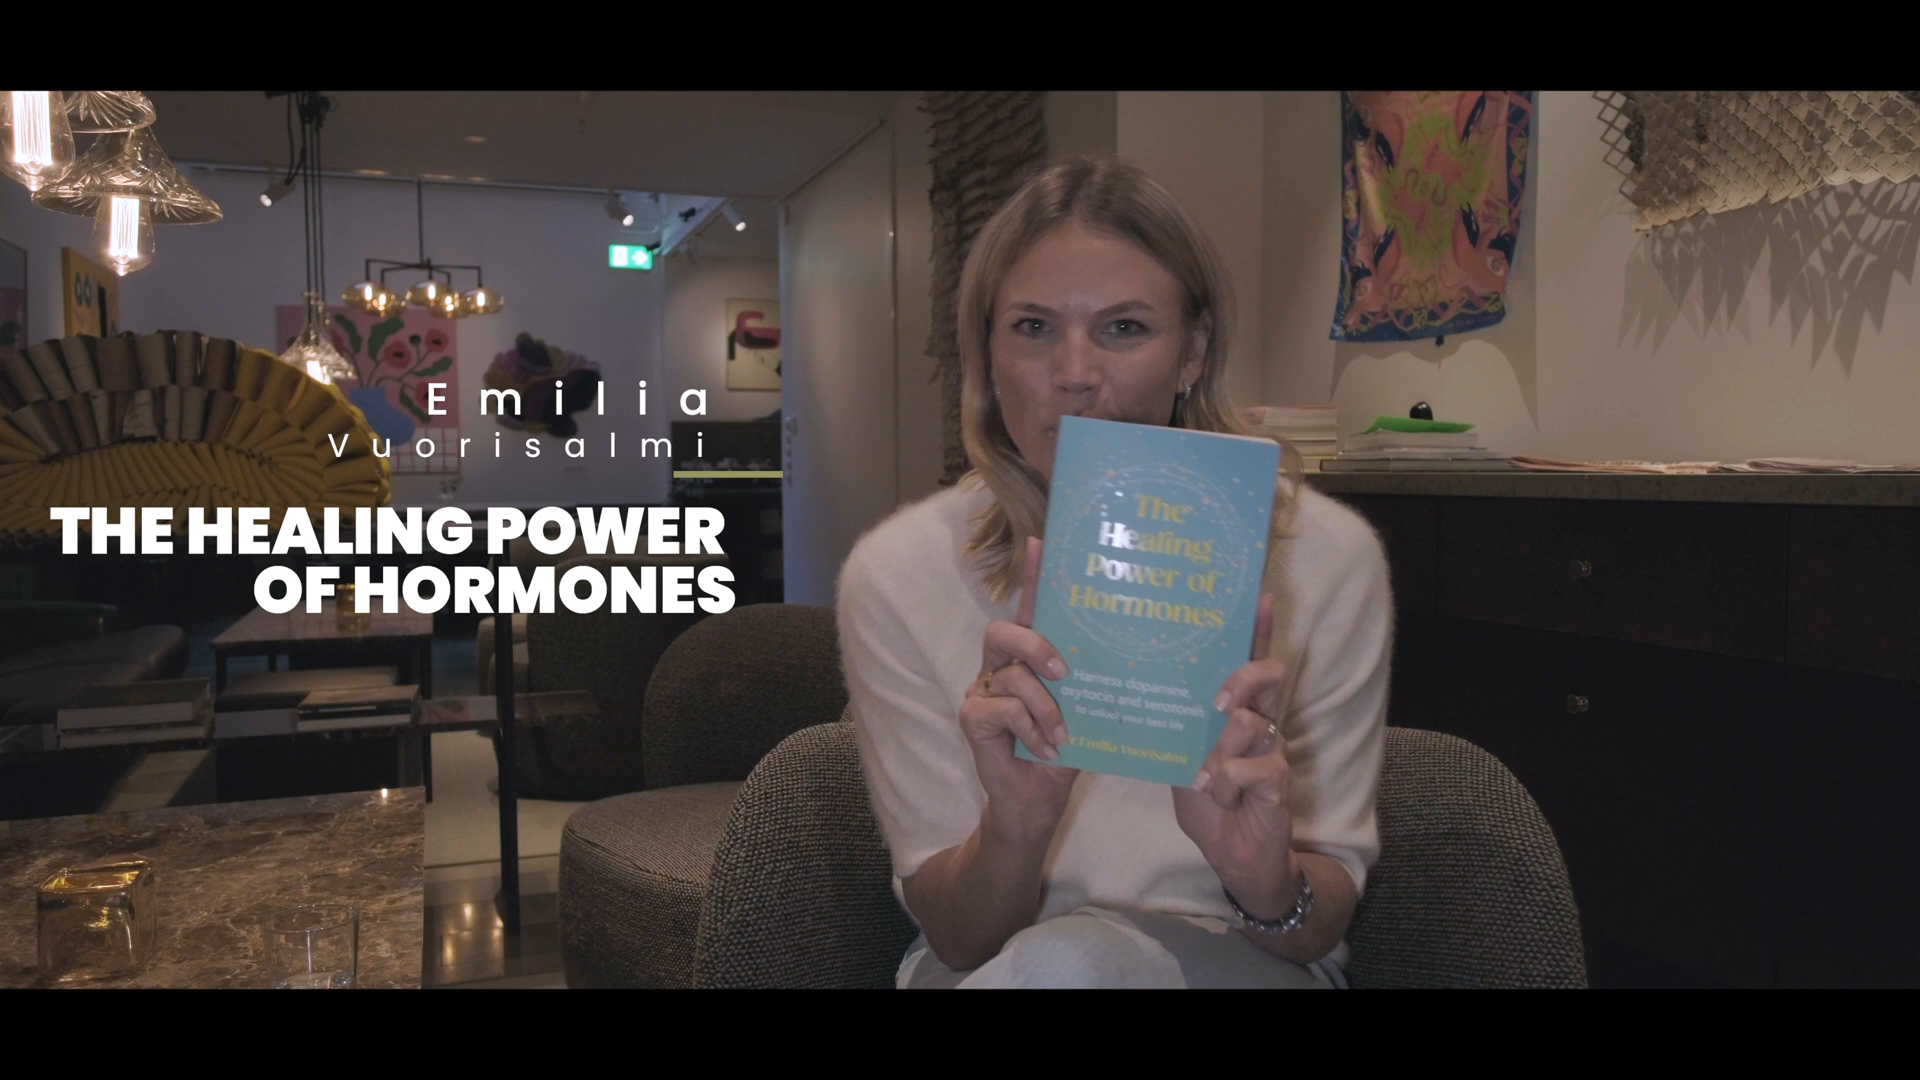 Emilia
Vuorisalmi
THE HEALING POWER
OF HORMONES
The
Healing
Power of
Hormones
Harness dopamine,
oxytocin and serotonin
to unlock your best life
Emilia Vuorisalmi